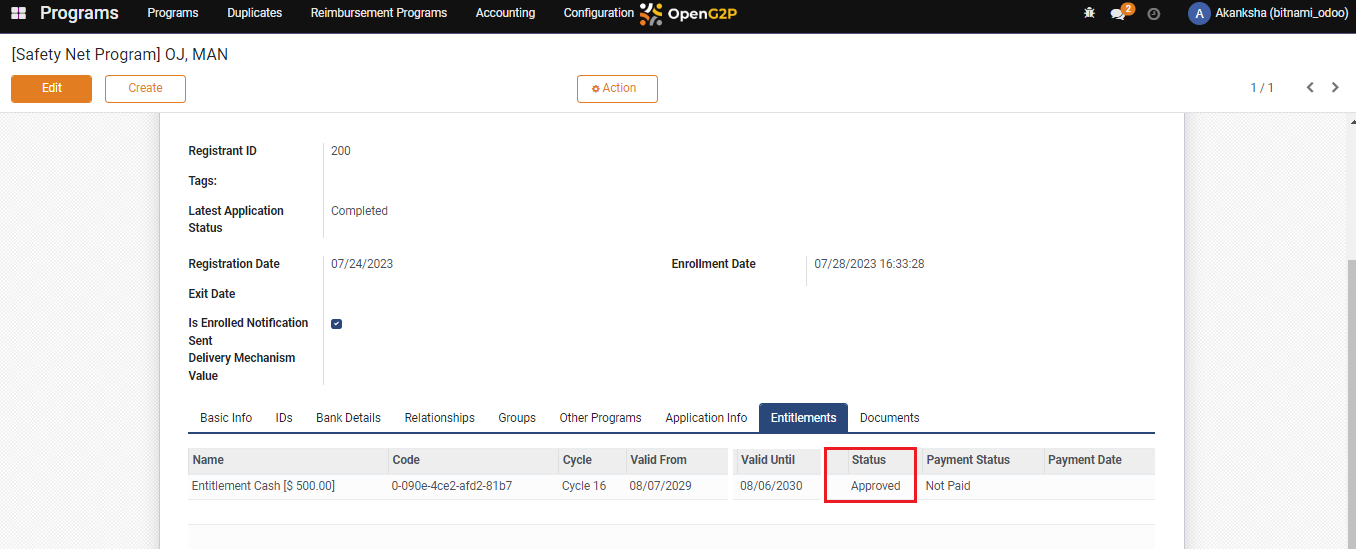 Programs Programs Duplicates Reimbursement Programs Accounting Configuration OpenG2P 2 A Akanksha (bitnami_odoo)
[Safety Net Program] OJ, MAN
Edit Create Action 1 / 1
Registrant ID 200
Tags:
Latest Application Completed
Status
Registration Date 07/24/2023 Enrollment Date 07/28/2023 16:33:28
Exit Date
Is Enrolled Notification
Sent
Delivery Mechanism
Value
Basic Info IDs Bank Details Relationships Groups Other Programs Application Info Entitlements Documents
Name Code Cycle Valid From Valid Until Status Payment Status Payment Date
Entitlement Cash [$ 500.00] 0-090e-4ce2-afd2-81b7 Cycle 16 08/07/2029 08/06/2030 Approved Not Paid